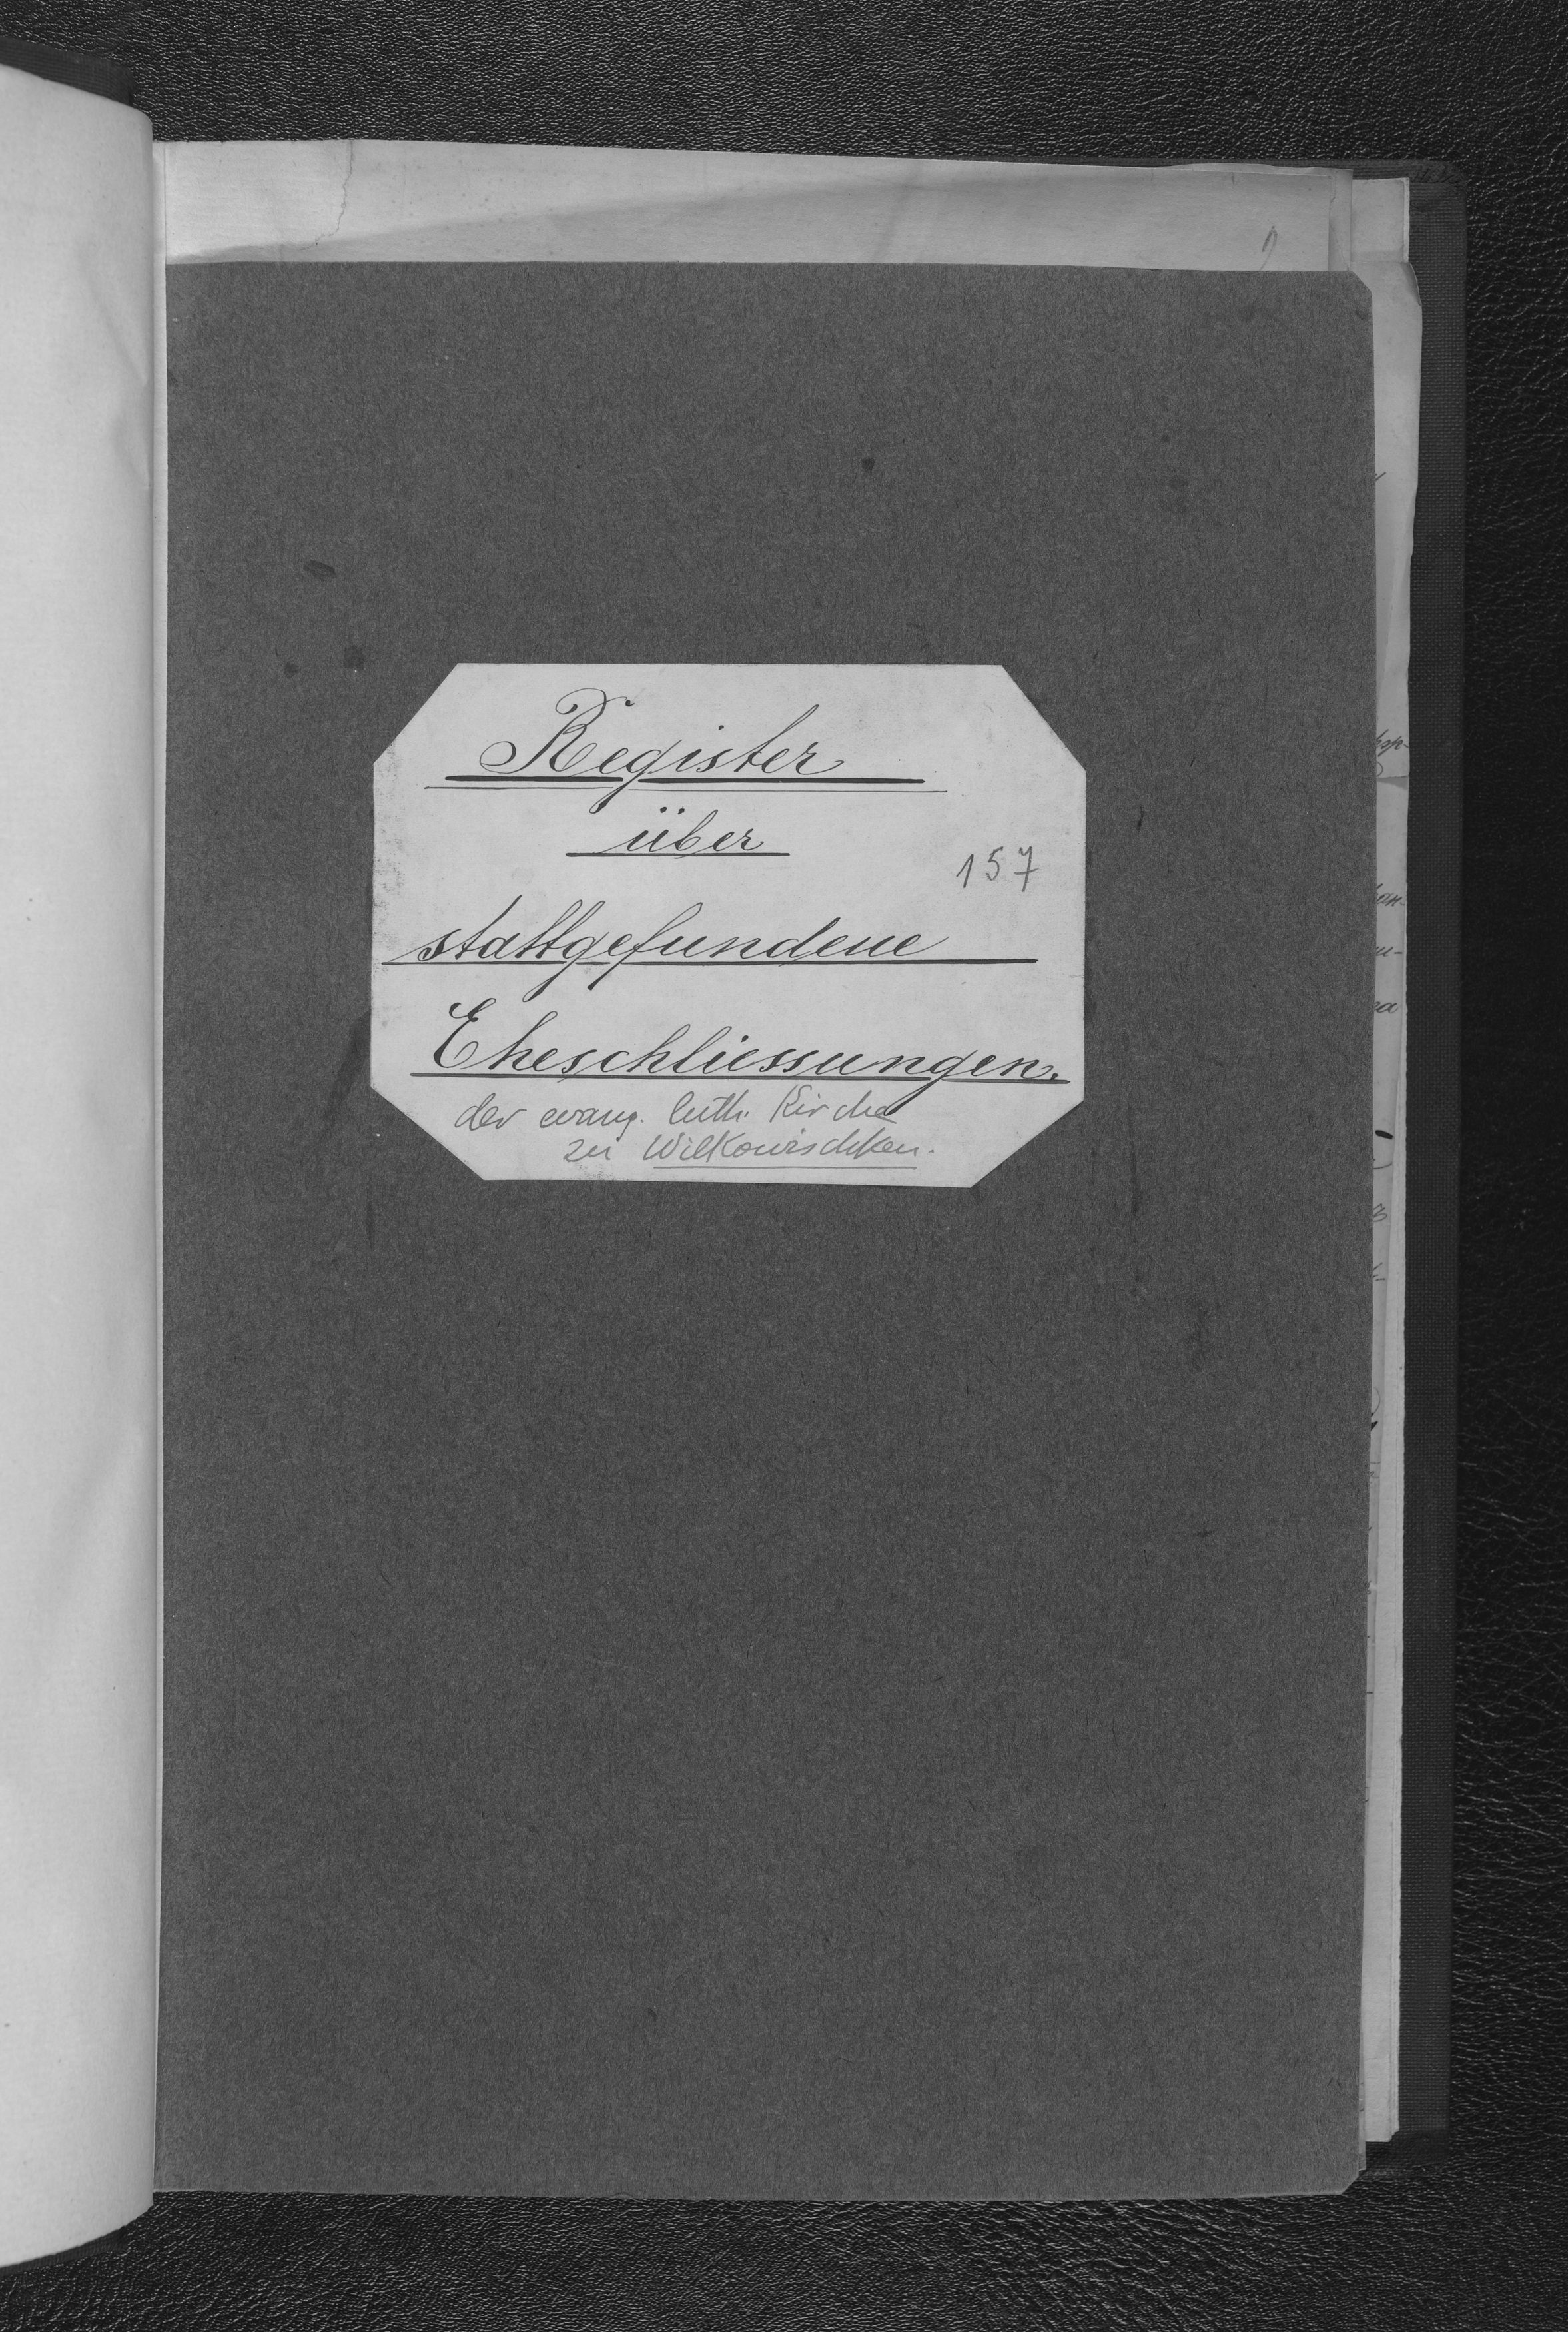 Register
über
157
stattgefundene
Eheschliessungen.
der evang. luth. Kirche
zu Wilkowischken.